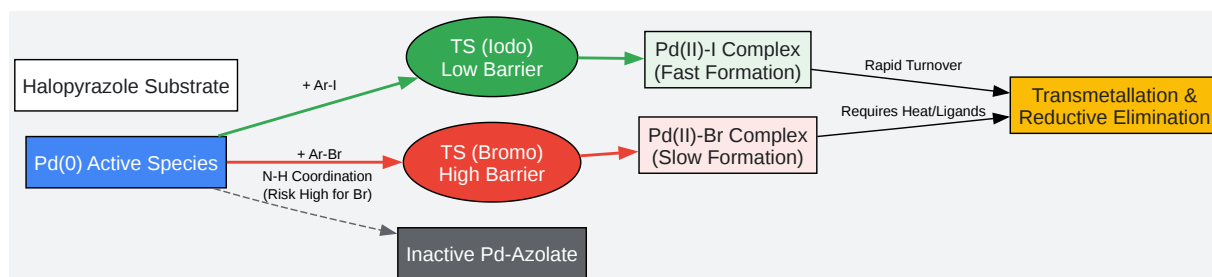 Halopyrazole Substrate
Pd(0) Active Species
+ Ar-I
+ Ar-Br
N-H Coordination
(Risk High for Br)
TS (Iodo)
Low Barrier
TS (Bromo)
High Barrier
Inactive Pd-Azolate
Pd(II)-I Complex
(Fast Formation)
Pd(II)-Br Complex
(Slow Formation)
Rapid Turnover
Requires Heat/Ligands
Transmetallation &
Reductive Elimination